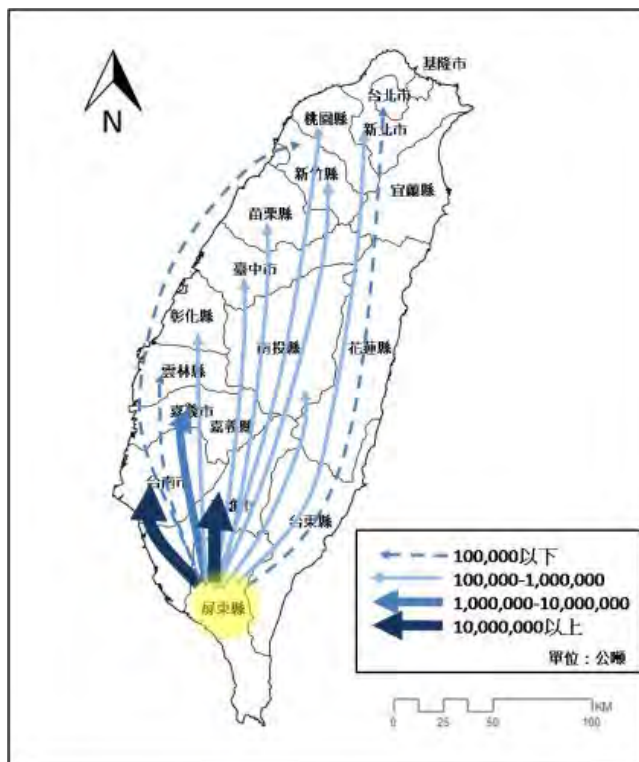 基隆市
台北市
桃園縣
新北市
新竹縣
宜蘭縣
苗栗縣
臺中市
彰化縣
南投縣
花蓮縣
雲林縣
嘉義市
嘉義縣
台南市
台東縣
屏東縣
N
100,000以下
100,000-1,000,000
1,000,000-10,000,000
10,000,000以上
單位：公噸
KM
0 25 50 100